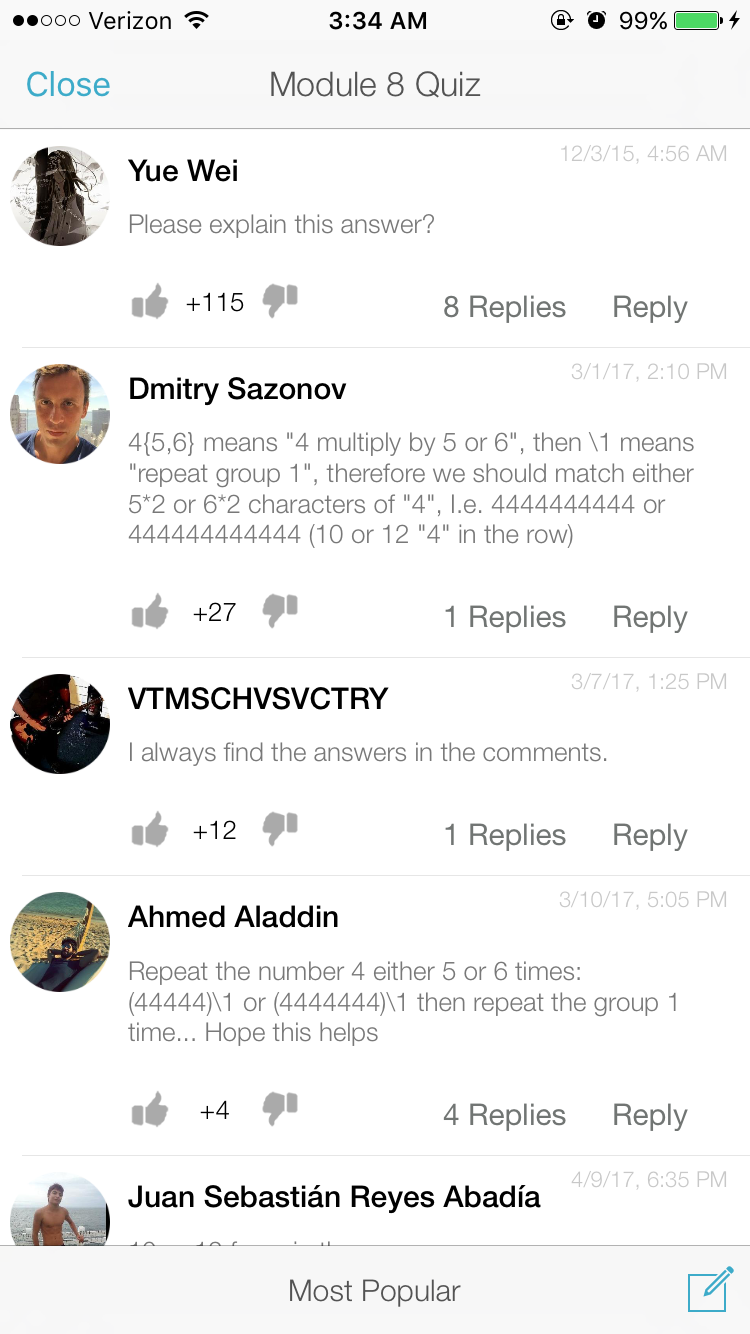 Verizon 3:34 AM 99%
Close Module 8 Quiz
12/3/15, 4:56 AM
Yue Wei
Please explain this answer?
+115 8 Replies Reply
3/1/17, 2:10 PM
Dmitry Sazonov
4{5,6} means "4 multiply by 5 or 6", then \1 means
"repeat group 1", therefore we should match either
5*2 or 6*2 characters of "4", I.e. 4444444444 or
444444444444 (10 or 12 "4" in the row)
+27 1 Replies Reply
3/7/17, 1:25 PM
VTMSCHVSVCTRY
I always find the answers in the comments.
+12 1 Replies Reply
3/10/17, 5:05 PM
Ahmed Aladdin
Repeat the number 4 either 5 or 6 times:
(44444)\1 or (4444444)\1 then repeat the group 1
time... Hope this helps
+4 4 Replies Reply
4/9/17, 6:35 PM
Juan Sebastián Reyes Abadía
Most Popular